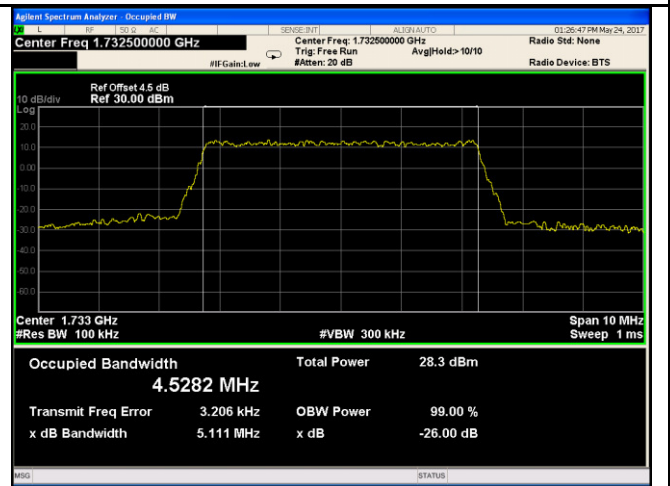 Agilent Spectrum Analyzer - Occupied BW
L RF 50 Ω AC SENSE:INT ALIGN AUTO 01:26:47 PM May 24, 2017
Center Freq 1.732500000 GHz Center Freq: 1.732500000 GHz Radio Std: None
Trig: Free Run Avg|Hold:> 10/10
#IFGain:Low #Atten: 20 dB Radio Device: BTS
Ref Offset 4.5 dB
10 dB/div Ref 30.00 dBm
Log
20.0
10.0
0.00
-10.0
-20.0
-30.0
-40.0
-50.0
-60.0
Center 1.733 GHz Span 10 MHz
#Res BW 100 kHz #VBW 300 kHz Sweep 1 ms
Occupied Bandwidth Total Power 28.3 dBm
4.5282 MHz
Transmit Freq Error 3.206 kHz OBW Power 99.00 %
x dB Bandwidth 5.111 MHz x dB -26.00 dB
MSG STATUS